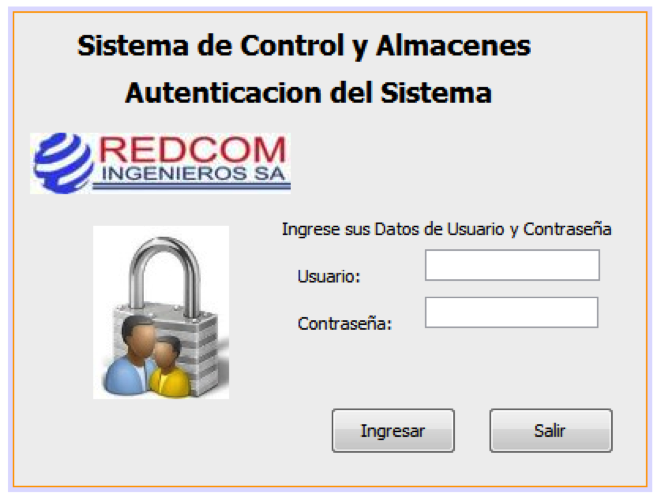 Sistema de Control y Almacenes
Autenticacion del Sistema
REDCOM
INGENIEROS SA
Ingrese sus Datos de Usuario y Contraseña
Usuario:
Contraseña:
Ingresar
Salir